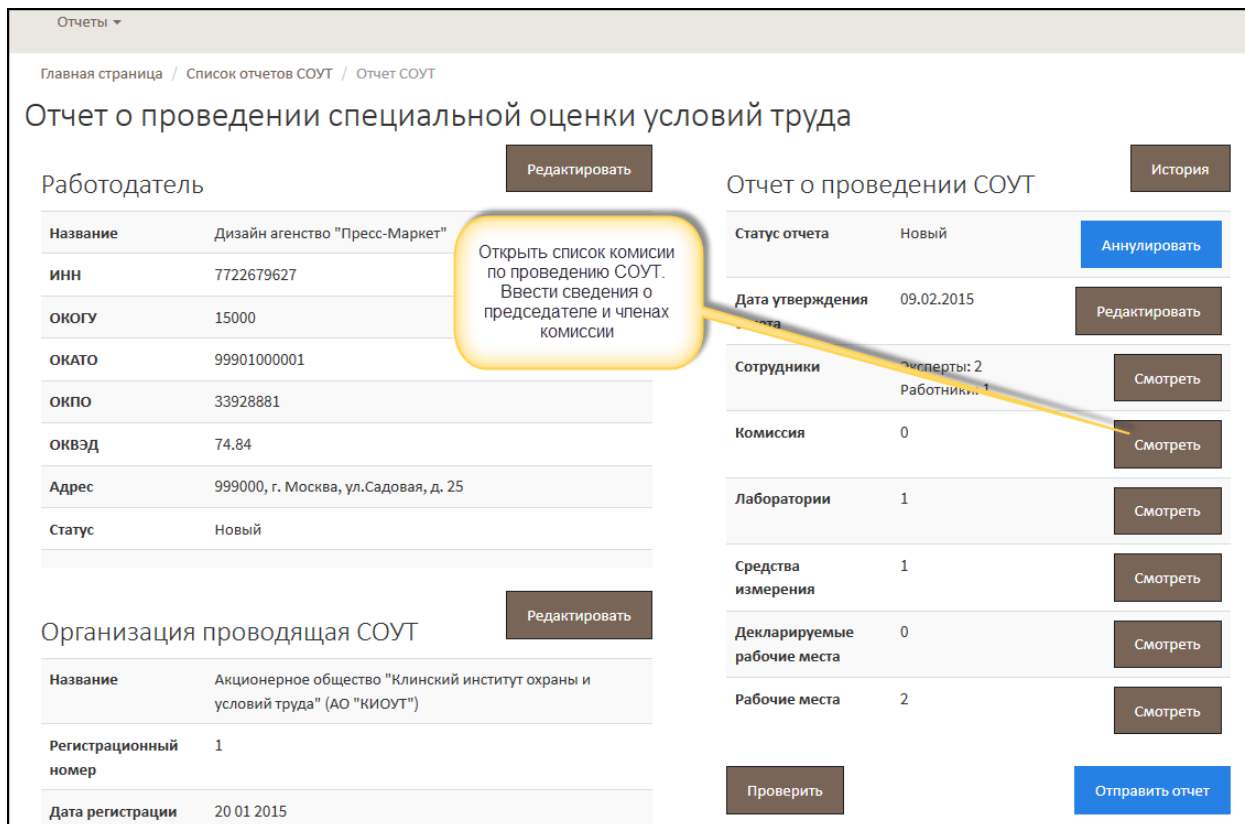 Отчеты
Главная страница / Список отчетов СОУТ / Отчет СОУТ
Отчет о проведении специальной оценки условий труда
Работодатель
Редактировать
Название Дизайн агенство "Пресс-Маркет"
ИНН 7722679627
ОКОГУ 15000
ОКАТО 99901000001
ОКПО 33928881
ОКВЭД 74.84
Адрес 999000, г. Москва, ул.Садовая, д. 25
Статус Новый
Организация проводящая СОУТ
Редактировать
Название Акционерное общество "Клинский институт охраны и
условий труда" (АО "КИОУТ")
Регистрационный 1
номер
Дата регистрации 20 01 2015
Открыть список комисии
по проведению СОУТ.
Ввести сведения о
председателе и членах
комиссии
Отчет о проведении СОУТ
История
Статус отчета Новый Аннулировать
Дата утверждения 09.02.2015 Редактировать
Сотрудники Эксперты: 2 Смотреть
Работники: 1
Комиссия 0 Смотреть
Лаборатории 1 Смотреть
Средства 1 Смотреть
измерения
Декларируемые 0 Смотреть
рабочие места
Рабочие места 2 Смотреть
Проверить Отправить отчет